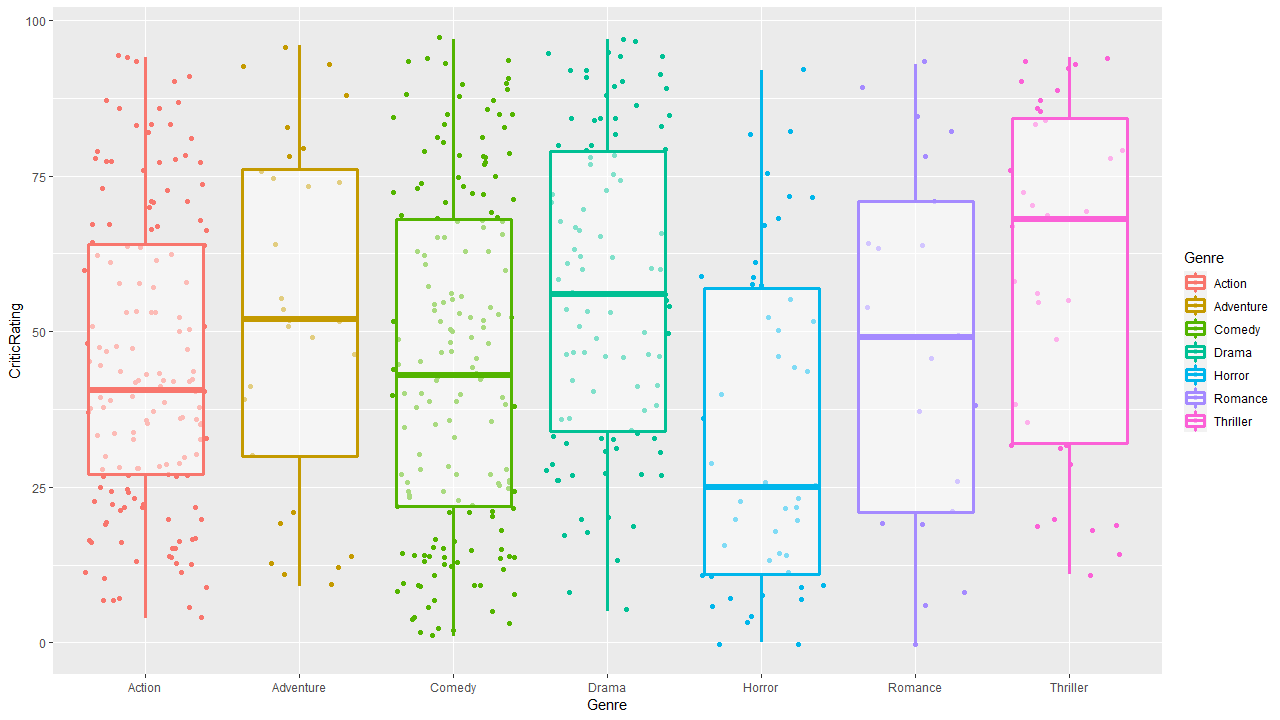 100
75
50
25
0
CriticRating
Action
Adventure
Comedy
Drama
Horror
Romance
Thriller
Genre
Genre
Action
Adventure
Comedy
Drama
Horror
Romance
Thriller